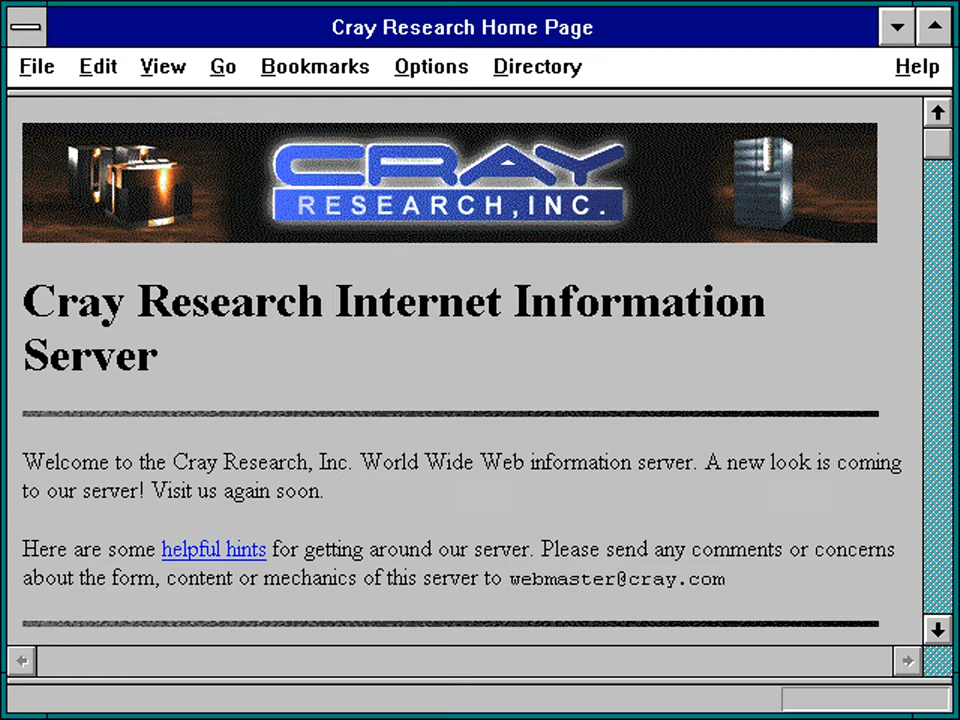 Cray Research Home Page
File Edit View Go Bookmarks Options Directory Help
CRAY
RESEARCH, INC.
Cray Research Internet Information
Server
Welcome to the Cray Research, Inc. World Wide Web information server. A new look is coming
to our server! Visit us again soon.
Here are some helpful hints for getting around our server. Please send any comments or concerns
about the form, content or mechanics of this server to webmaster@cray.com